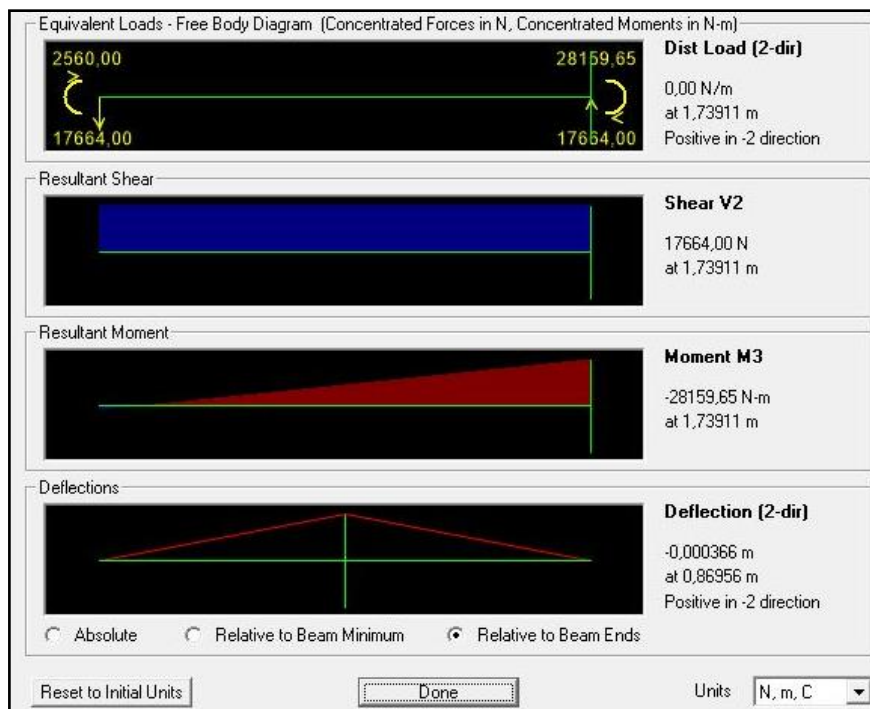 Equivalent Loads - Free Body Diagram (Concentrated Forces in N, Concentrated Moments in N-m)
2560,00
28159,65
17664,00
17664,00
Dist Load (2-dir)
0,00 N/m
at 1,73911 m
Positive in -2 direction
Resultant Shear
Shear V2
17664,00 N
at 1,73911 m
Resultant Moment
Moment M3
-28159,65 N-m
at 1,73911 m
Deflections
Deflection (2-dir)
-0,000366 m
at 0,86956 m
Positive in -2 direction
Absolute
Relative to Beam Minimum
Relative to Beam Ends
Reset to Initial Units
Done
Units
N, m, C